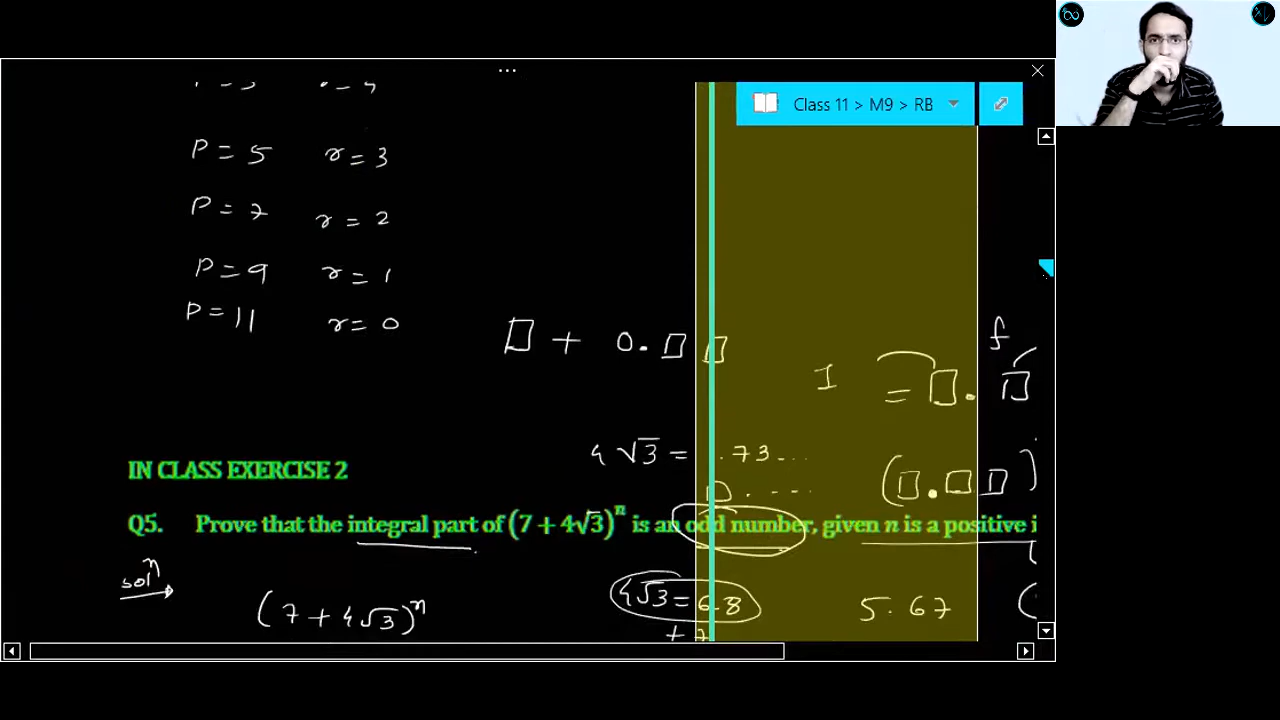 Class 11 > M9 > RB
P = 5 r = 3
P = 7 r = 2
P = 9 r = 1
P = 11 r = 0
□ + 0.□□
f
I = □.□
4√3 = .73...
□.----
(□.□□)
IN CLASS EXERCISE 2
Q5. Prove that the integral part of (7 + 4√3)^n is an odd number, given n is a positive i
solⁿ
(7 + 4√3)^n
4√3 = 6.8
+ 7
5.67
(